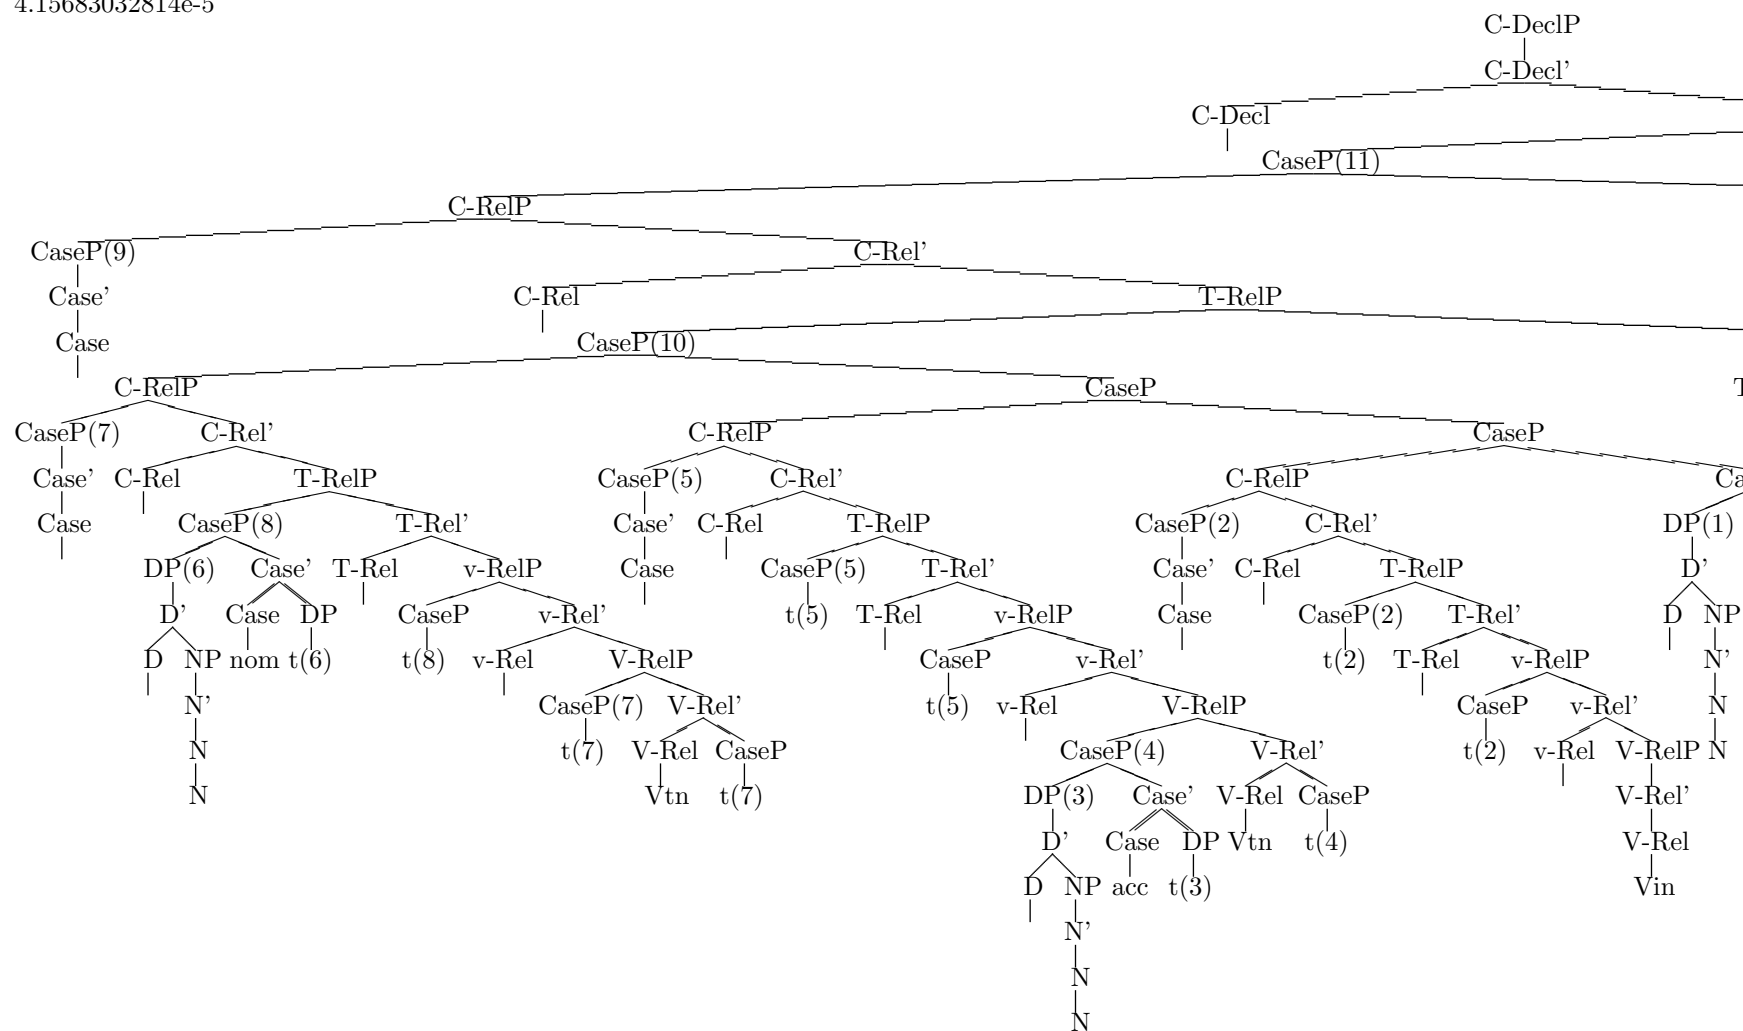 4.15683032814e-5
C-DeclP
C-Decl’
C-Decl
CaseP(11)
C-RelP
CaseP(9) C-Rel’
Case’ C-Rel T-RelP
Case CaseP(10)
C-RelP CaseP T
CaseP(7) C-Rel’ C-RelP CaseP
Case’ C-Rel T-RelP CaseP(5) C-Rel’ C-RelP Ca
Case CaseP(8) T-Rel’ Case’ C-Rel T-RelP CaseP(2) C-Rel’ DP(1)
DP(6) Case’ T-Rel v-RelP Case CaseP(5) T-Rel’ Case’ C-Rel T-RelP D’
D’ Case DP CaseP v-Rel’ t(5) T-Rel v-RelP Case CaseP(2) T-Rel’ D NP
D NP nom t(6) t(8) v-Rel V-RelP CaseP v-Rel’ t(2) T-Rel v-RelP N’
N’ CaseP(7) V-Rel’ t(5) v-Rel V-RelP CaseP v-Rel’ N
N t(7) V-Rel CaseP CaseP(4) V-Rel’ t(2) v-Rel V-RelP N
N Vtn t(7) DP(3) Case’ V-Rel CaseP V-Rel’
D’ Case DP Vtn t(4) V-Rel
D NP acc t(3) Vin
N’
N
N